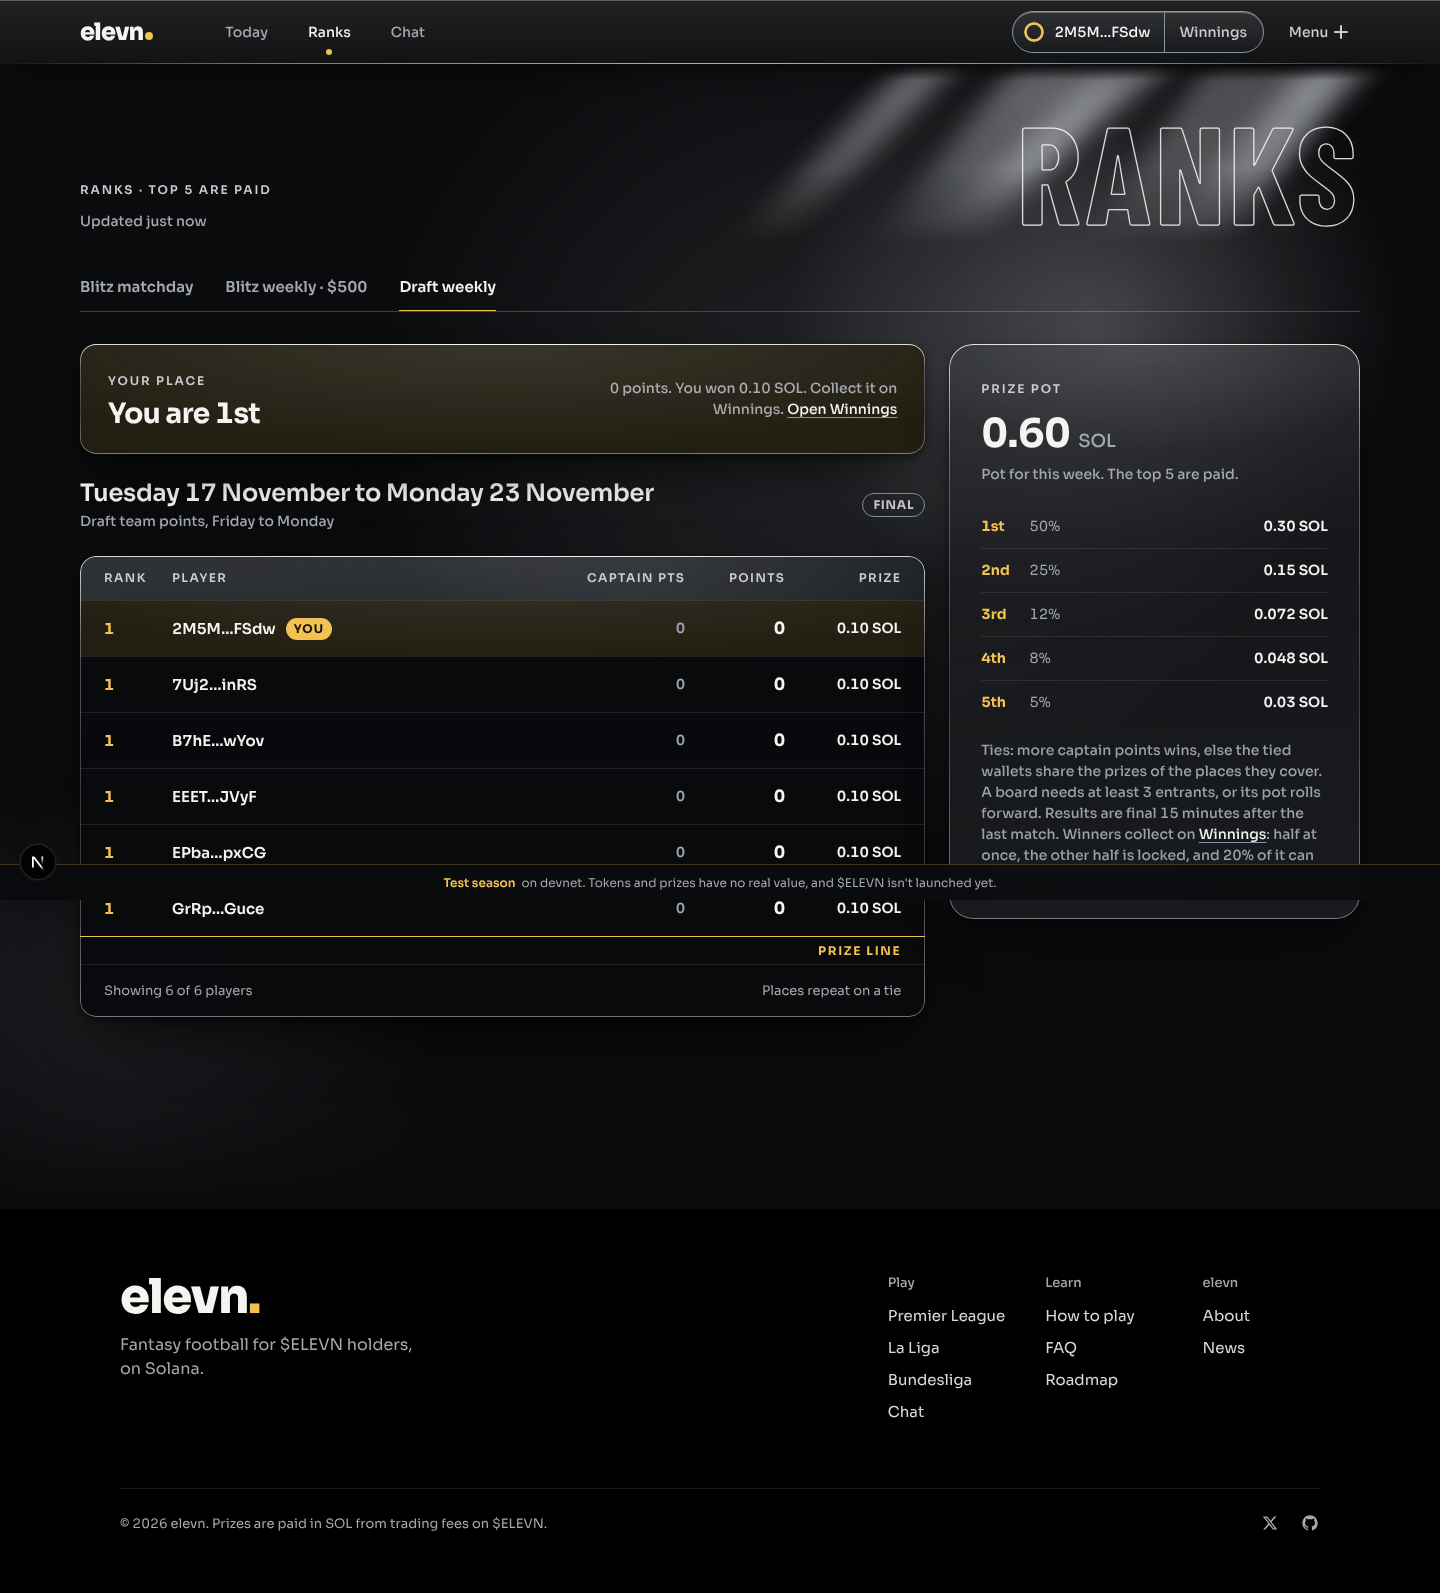 elevn.
Today Ranks Chat
2M5M...FSdw Winnings Menu
RANKS
RANKS · TOP 5 ARE PAID
Updated just now
Blitz matchday Blitz weekly · $500 Draft weekly
YOUR PLACE
You are 1st
0 points. You won 0.10 SOL. Collect it on
Winnings. Open Winnings
Tuesday 17 November to Monday 23 November
Draft team points, Friday to Monday
FINAL
RANK PLAYER CAPTAIN PTS POINTS PRIZE
1 2M5M...FSdw YOU 0 0 0.10 SOL
1 7Uj2...inRS 0 0 0.10 SOL
1 B7hE...wYov 0 0 0.10 SOL
1 EEET...JVyF 0 0 0.10 SOL
1 EPba...pxCG 0 0 0.10 SOL
1 GrRp...Guce 0 0 0.10 SOL
PRIZE LINE
Showing 6 of 6 players Places repeat on a tie
PRIZE POT
0.60 SOL
Pot for this week. The top 5 are paid.
1st 50% 0.30 SOL
2nd 25% 0.15 SOL
3rd 12% 0.072 SOL
4th 8% 0.048 SOL
5th 5% 0.03 SOL
Ties: more captain points wins, else the tied
wallets share the prizes of the places they cover.
A board needs at least 3 entrants, or its pot rolls
forward. Results are final 15 minutes after the
last match. Winners collect on Winnings: half at
once, the other half is locked, and 20% of it can
N
Test season on devnet. Tokens and prizes have no real value, and $ELEVN isn't launched yet.
elevn.
Fantasy football for $ELEVN holders,
on Solana.
Play
Premier League
La Liga
Bundesliga
Chat
Learn
How to play
FAQ
Roadmap
elevn
About
News
© 2026 elevn. Prizes are paid in SOL from trading fees on $ELEVN.